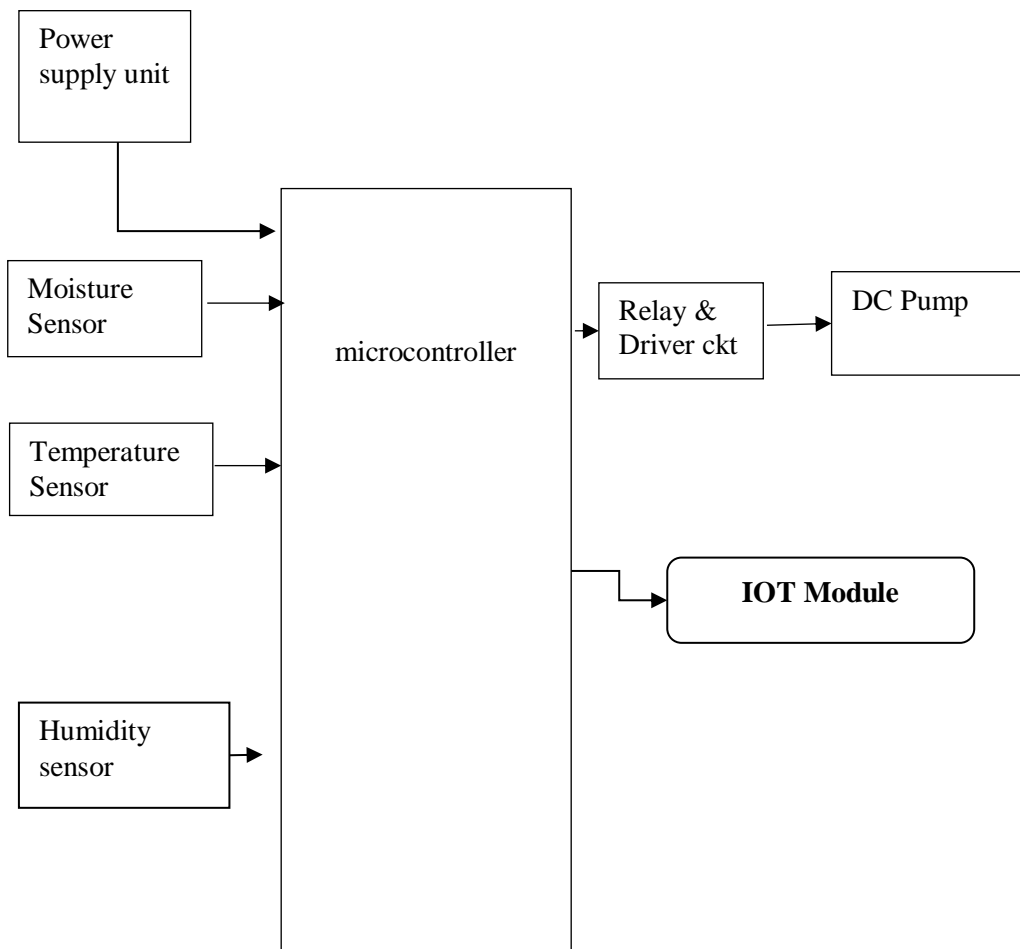 Power
supply unit
Moisture
Sensor
microcontroller
Relay &
Driver ckt
DC Pump
Temperature
Sensor
IOT Module
Humidity
sensor